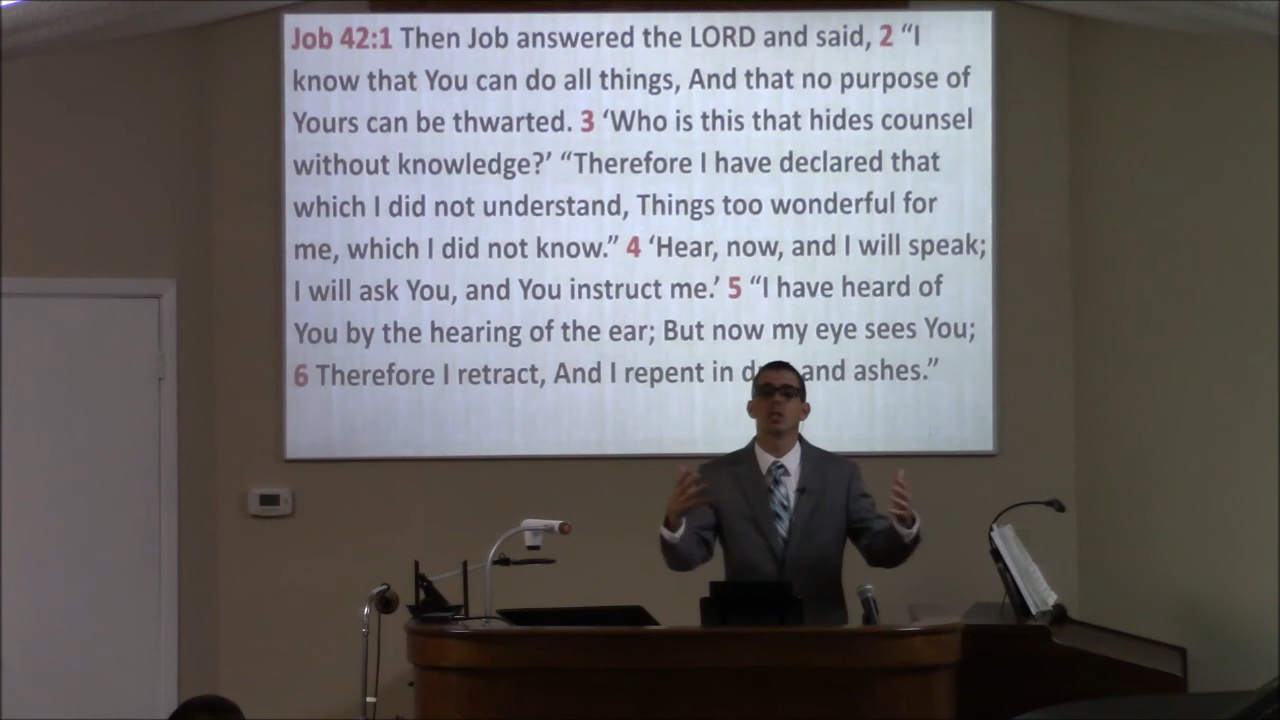 Job 42:1 Then Job answered the LORD and said, 2 “I
know that You can do all things, And that no purpose of
Yours can be thwarted. 3 ‘Who is this that hides counsel
without knowledge?’ “Therefore I have declared that
which I did not understand, Things too wonderful for
me, which I did not know.” 4 ‘Hear, now, and I will speak;
I will ask You, and You instruct me.’ 5 “I have heard of
You by the hearing of the ear; But now my eye sees You;
6 Therefore I retract, And I repent in and ashes.”